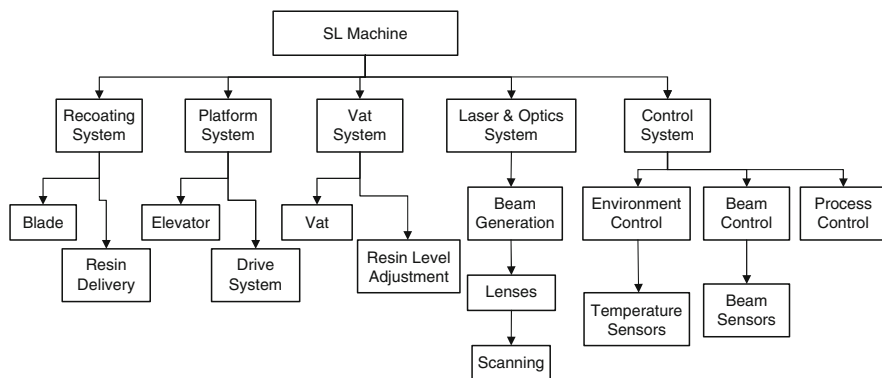 SL Machine
Recoating
System
Platform
System
Vat
System
Laser & Optics
System
Control
System
Blade
Resin
Delivery
Elevator
Drive
System
Vat
Resin Level
Adjustment
Beam
Generation
Lenses
Scanning
Environment
Control
Temperature
Sensors
Beam
Control
Beam
Sensors
Process
Control